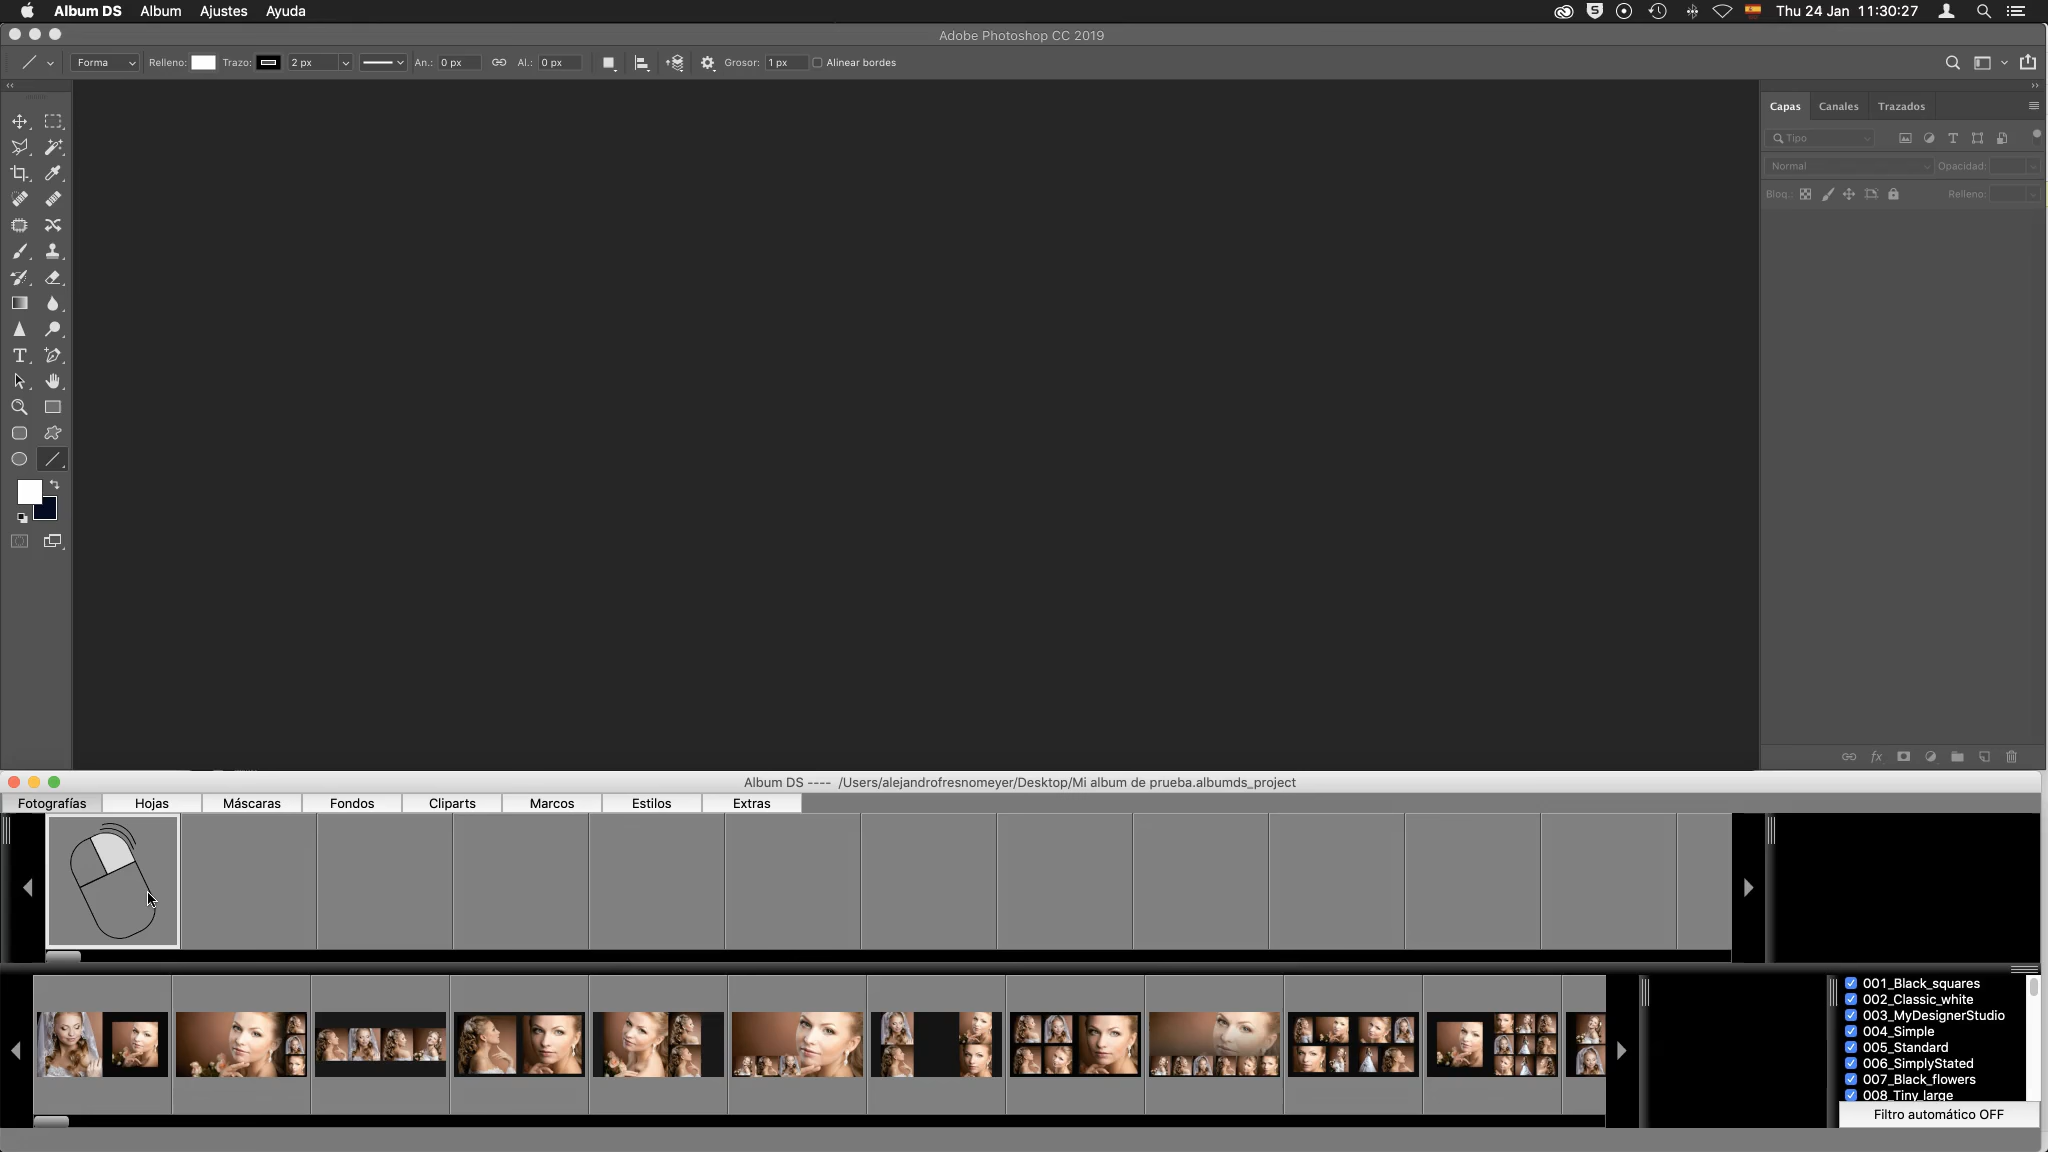 Album DS Album Ajustes Ayuda Thu 24 Jan 11:30:27
Adobe Photoshop CC 2019
Forma Relleno: Trazo: 2 px An.: 0 px Al.: 0 px Grosor: 1 px Alinear bordes
Capas Canales Trazados
Tipo
Normal Opacidad:
Bloq.: Relleno:
Album DS ---- /Users/alejandrofresnomeyer/Desktop/Mi album de prueba.albumds_project
Fotografías Hojas Máscaras Fondos Cliparts Marcos Estilos Extras
001_Black_squares
002_Classic_white
003_MyDesignerStudio
004_Simple
005_Standard
006_SimplyStated
007_Black_flowers
008_Tiny_large
Filtro automático OFF